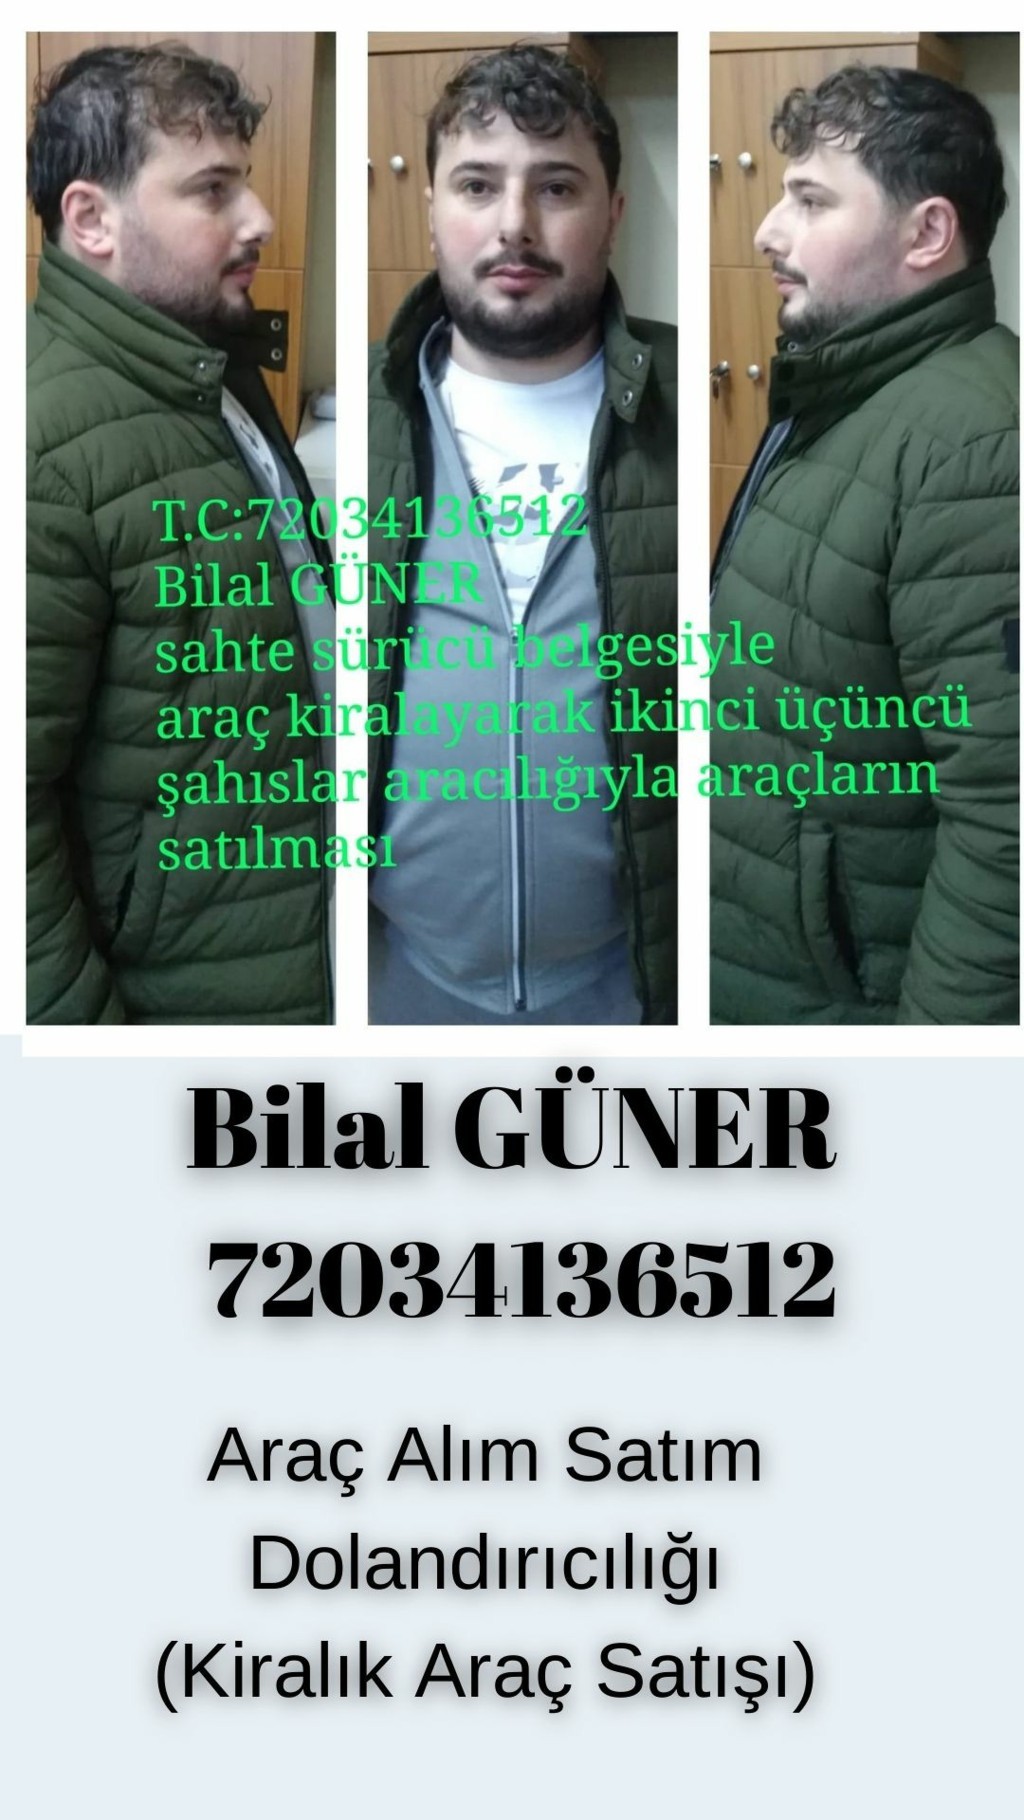 T.C:72034136512
Bilal GÜNER
sahte sürücü belgesiyle
araç kiralayarak ikinci üçüncü
şahıslar aracılığıyla araçların
satılması
Bilal GÜNER
72034136512
Araç Alım Satım
Dolandırıcılığı
(Kiralık Araç Satışı)